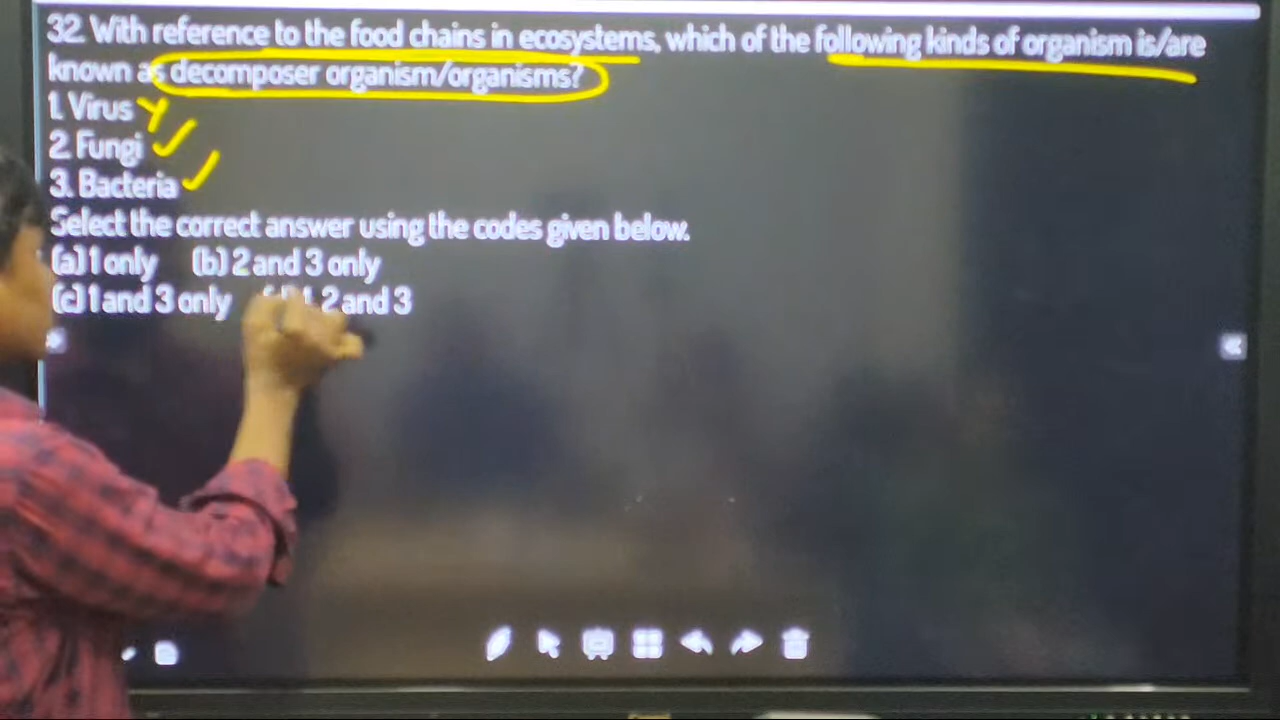 32. With reference to the food chains in ecosystems, which of the following kinds of organism is/are
known as decomposer organism/organisms?
1. Virus
2. Fungi
3. Bacteria
Select the correct answer using the codes given below.
(a) 1 only (b) 2 and 3 only
(c) 1 and 3 only 2 and 3